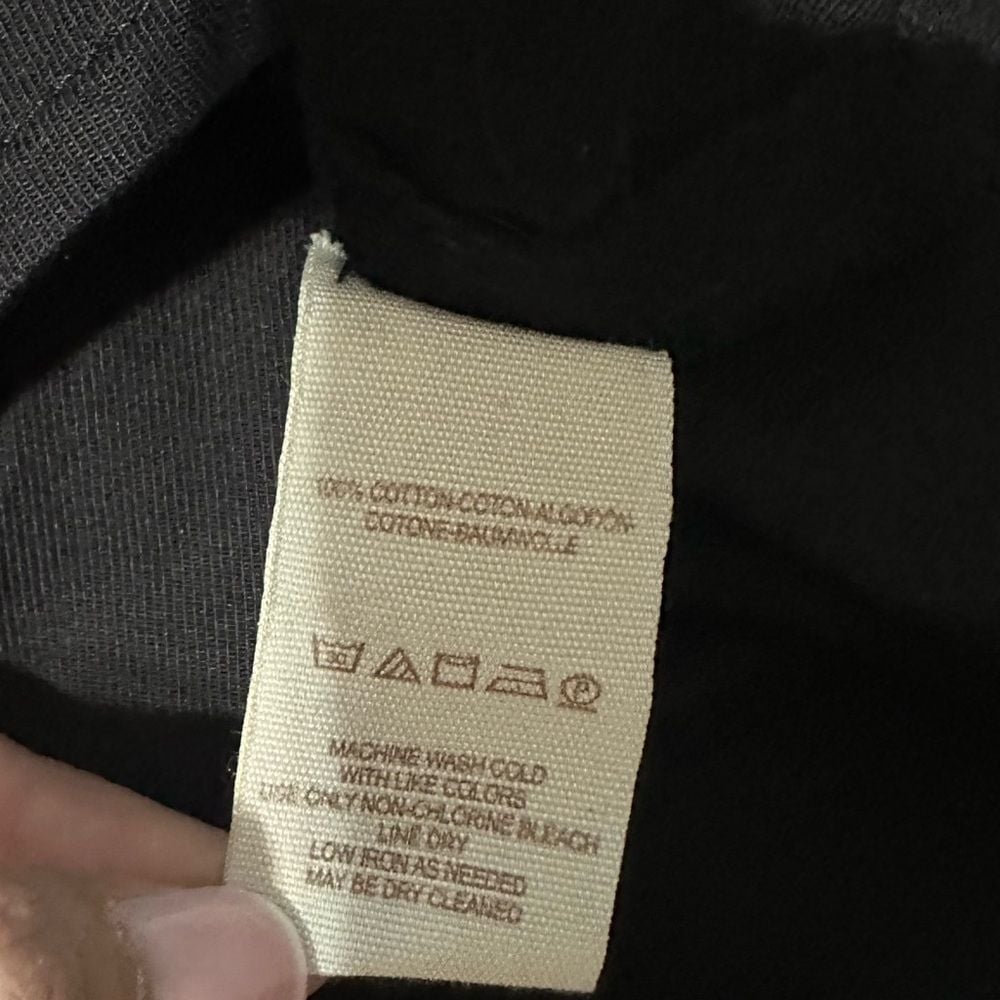 100% COTTON-COTON-ALGODON-
COTONE-BAUMWOLLE
30
P
MACHINE WASH COLD
WITH LIKE COLORS
USE ONLY NON-CHLORINE BLEACH
LINE DRY
LOW IRON AS NEEDED
MAY BE DRY CLEANED